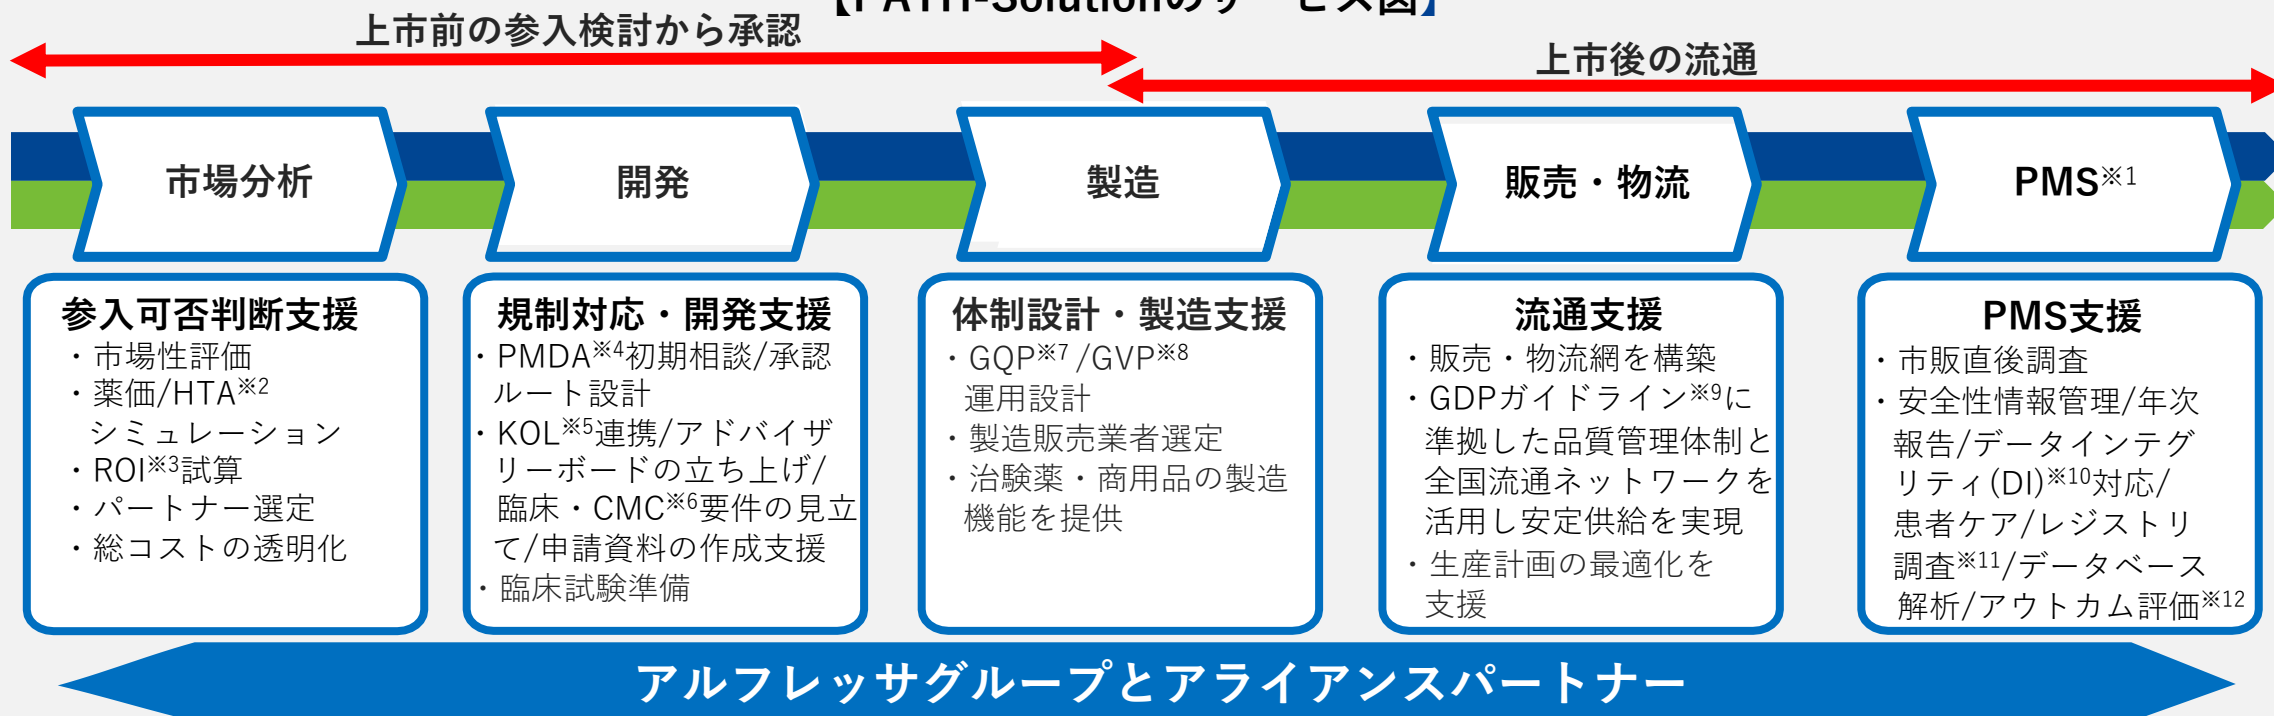 【PATH-Solutionのサービス図】
上市前の参入検討から承認
上市後の流通
市場分析
開発
製造
販売・物流
PMS※1
参入可否判断支援
・市場性評価
・薬価/HTA※2
シミュレーション
・ROI※3試算
・パートナー選定
・総コストの透明化
規制対応・開発支援
・PMDA※4初期相談/承認
ルート設計
・KOL※5連携/アドバイザ
リーボードの立ち上げ/
臨床・CMC※6要件の見立
て/申請資料の作成支援
・臨床試験準備
体制設計・製造支援
・GQP※7/GVP※8
運用設計
・製造販売業者選定
・治験薬・商用品の製造
機能を提供
流通支援
・販売・物流網を構築
・GDPガイドライン※9に
準拠した品質管理体制と
全国流通ネットワークを
活用し安定供給を実現
・生産計画の最適化を
支援
PMS支援
・市販直後調査
・安全性情報管理/年次
報告/データインテグ
リティ(DI)※10対応/
患者ケア/レジストリ
調査※11/データベース
解析/アウトカム評価※12
アルフレッサグループとアライアンスパートナー